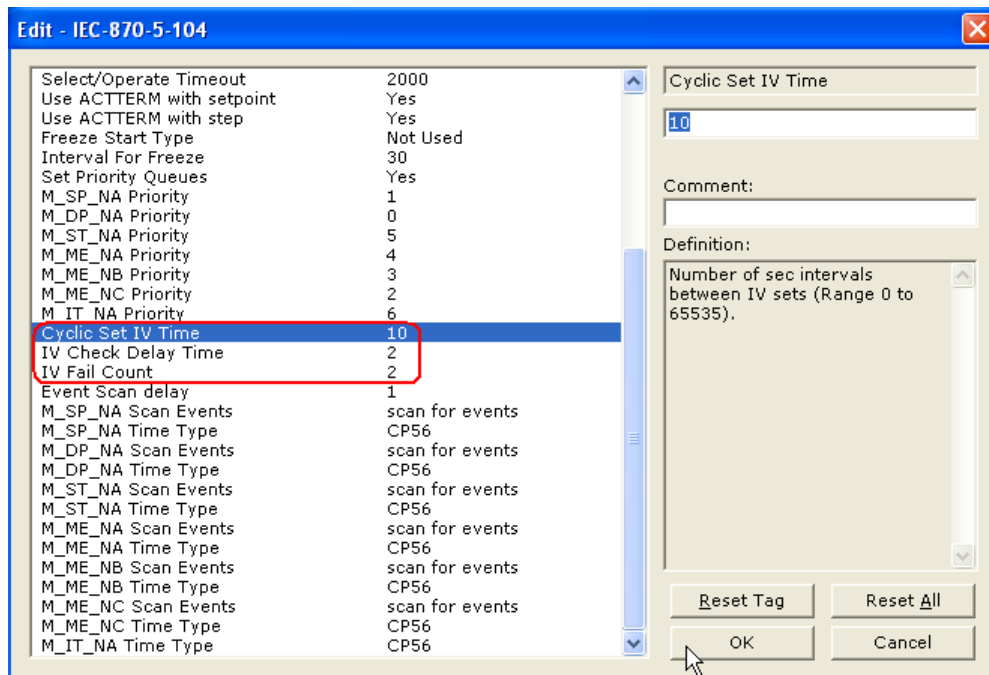 Edit - IEC-870-5-104
Select/Operate Timeout 2000
Use ACTTERM with setpoint Yes
Use ACTTERM with step Yes
Freeze Start Type Not Used
Interval For Freeze 30
Set Priority Queues Yes
M_SP_NA Priority 1
M_DP_NA Priority 0
M_ST_NA Priority 5
M_ME_NA Priority 4
M_ME_NB Priority 3
M_ME_NC Priority 2
M_IT_NA Priority 6
Cyclic Set IV Time 10
IV Check Delay Time 2
IV Fail Count 2
Event Scan delay 1
M_SP_NA Scan Events scan for events
M_SP_NA Time Type CP56
M_DP_NA Scan Events scan for events
M_DP_NA Time Type CP56
M_ST_NA Scan Events scan for events
M_ST_NA Time Type CP56
M_ME_NA Scan Events scan for events
M_ME_NA Time Type CP56
M_ME_NB Scan Events scan for events
M_ME_NB Time Type CP56
M_ME_NC Scan Events scan for events
M_ME_NC Time Type CP56
M_IT_NA Time Type CP56
Cyclic Set IV Time
10
Comment:
Definition:
Number of sec intervals
between IV sets (Range 0 to
65535).
Reset Tag
Reset All
OK
Cancel